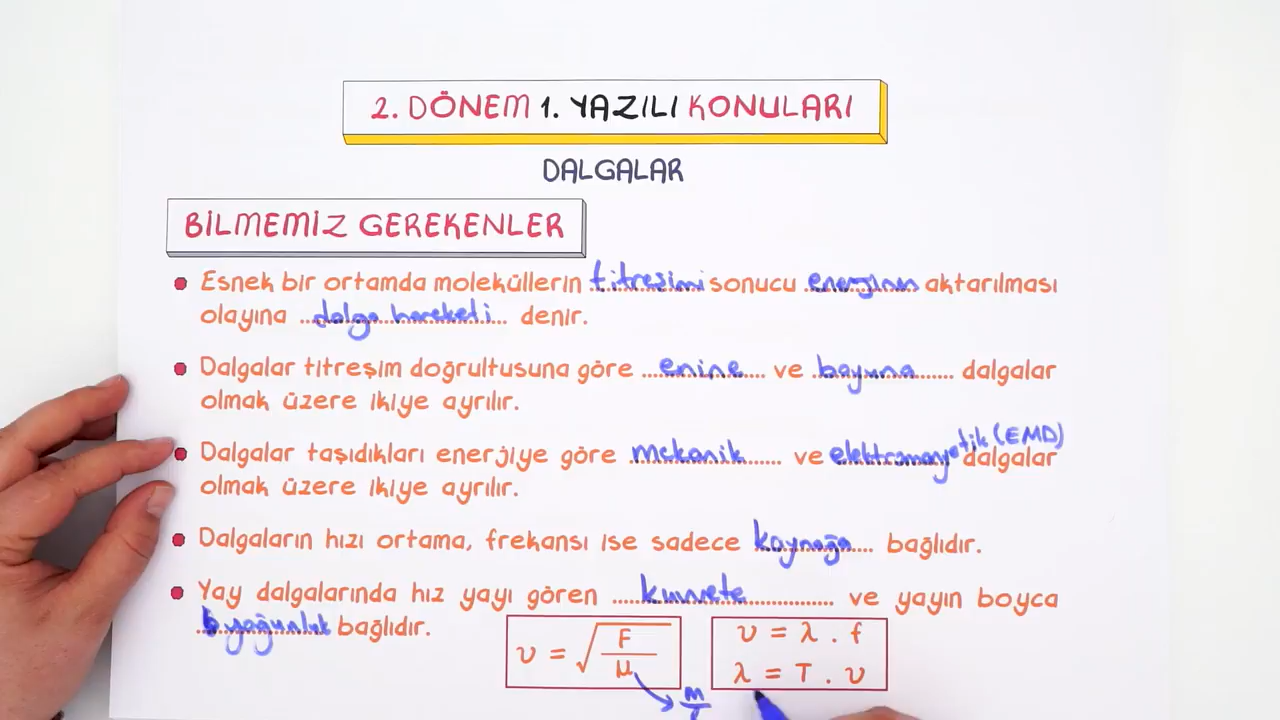 2. DÖNEM 1. YAZILI KONULARI
DALGALAR
BİLMEMİZ GEREKENLER
Esnek bir ortamda moleküllerin titreşimi sonucu enerjinin aktarılması
olayına dalga hareketi denir.
Dalgalar titreşim doğrultusuna göre enine ve boyuna dalgalar
olmak üzere ikiye ayrılır.
Dalgalar taşıdıkları enerjiye göre mekanik ve elektromanyetik (EMD) dalgalar
olmak üzere ikiye ayrılır.
Dalgaların hızı ortama, frekansı ise sadece kaynağa bağlıdır.
Yay dalgalarında hız yayı gören kuvvete ve yayın boyca
yoğunluk bağlıdır.
υ = √(F/μ)
m
υ = λ . f
λ = T . υ